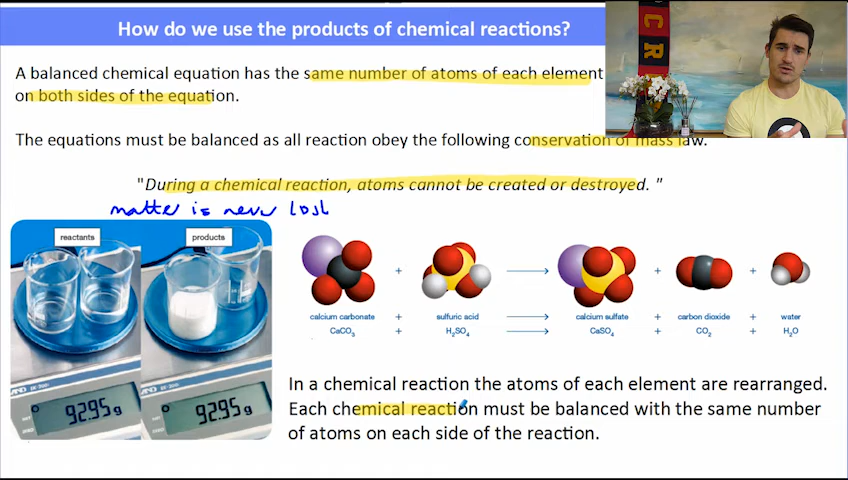 How do we use the products of chemical reactions?
A balanced chemical equation has the same number of atoms of each element
on both sides of the equation.
The equations must be balanced as all reaction obey the following conservation of mass law.
"During a chemical reaction, atoms cannot be created or destroyed. "
matter is never lost
reactants
products
calcium carbonate + sulfuric acid calcium sulfate + carbon dioxide + water
CaCO₃ + H₂SO₄ → CaSO₄ + CO₂ + H₂O
92.95 g
92.95 g
In a chemical reaction the atoms of each element are rearranged.
Each chemical reaction must be balanced with the same number
of atoms on each side of the reaction.